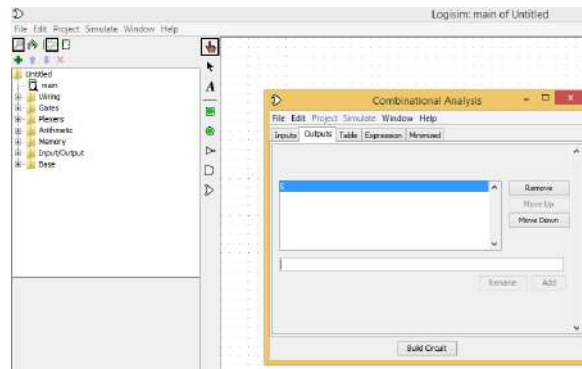 Logisim: main of Untitled
File Edit Project Simulate Window Help
Untitled
main
Wiring
Gates
Plexers
Arithmetic
Memory
Input/Output
Base
A
Combinational Analysis
File Edit Project Simulate Window Help
Inputs Outputs Table Expression Minimized
S
Remove
Move Up
Move Down
Rename Add
Build Circuit